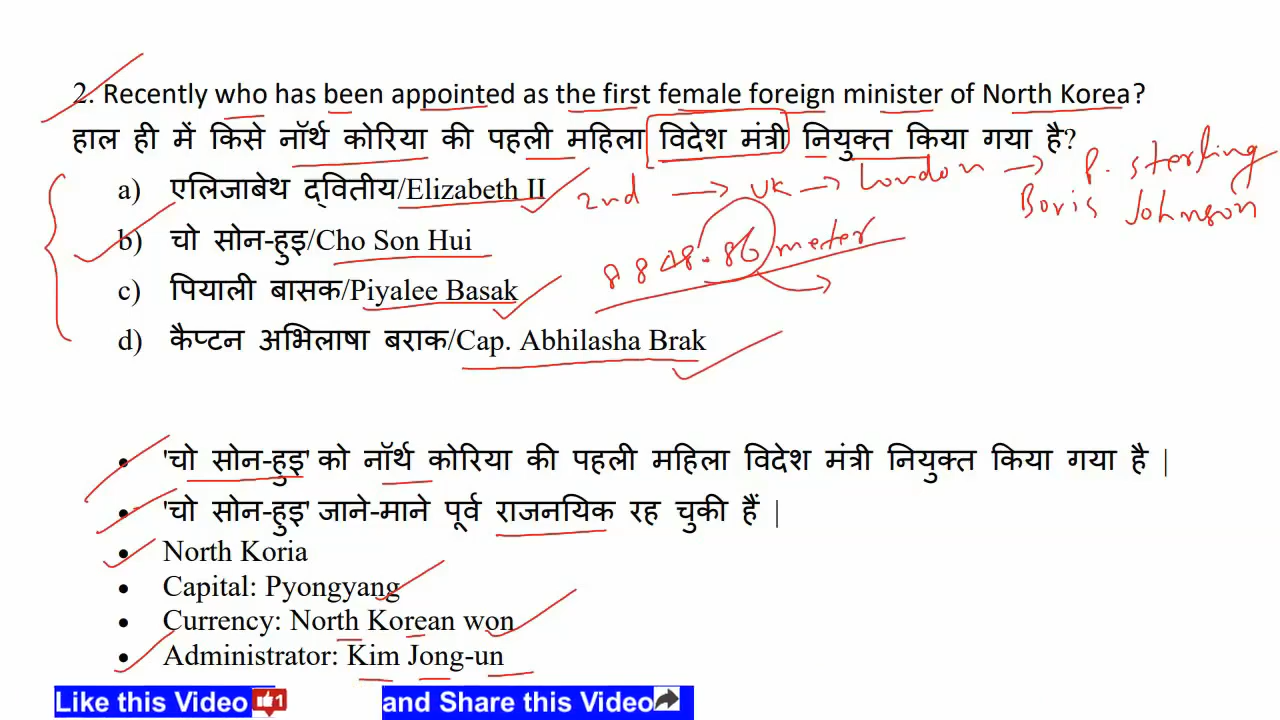 2. Recently who has been appointed as the first female foreign minister of North Korea?
हाल ही में किसे नॉर्थ कोरिया की पहली महिला विदेश मंत्री नियुक्त किया गया है?
a) एलिजाबेथ द्वितीय/Elizabeth II 2nd → UK → London → P. sterling
Boris Johnson
b) चो सोन-हुइ/Cho Son Hui
8848.86 meter
c) पियाली बासक/Piyalee Basak
d) कैप्टन अभिलाषा बराक/Cap. Abhilasha Brak
• 'चो सोन-हुइ' को नॉर्थ कोरिया की पहली महिला विदेश मंत्री नियुक्त किया गया है |
• 'चो सोन-हुइ' जाने-माने पूर्व राजनयिक रह चुकी हैं |
• North Koria
• Capital: Pyongyang
• Currency: North Korean won
• Administrator: Kim Jong-un
Like this Video 1 and Share this Video